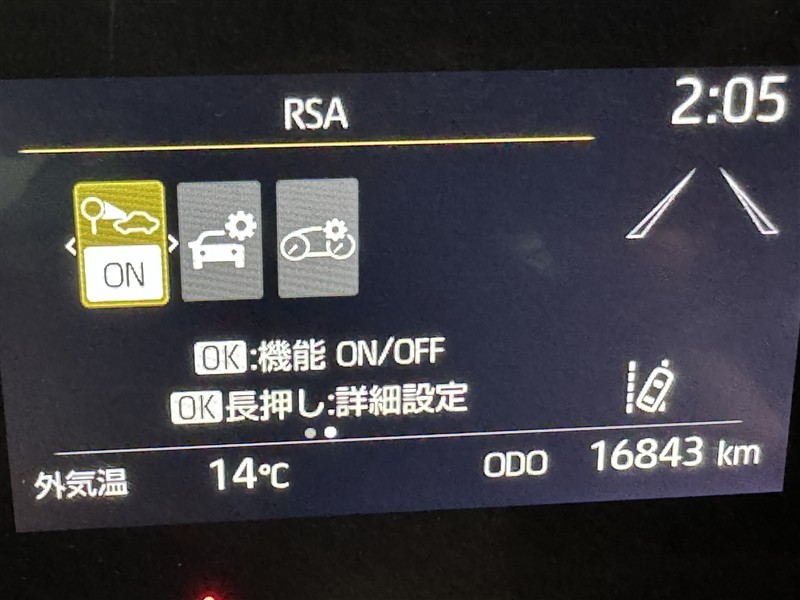 RSA
2:05
ON
OK:機能 ON/OFF
OK長押し:詳細設定
外気温 14℃ ODO 16843 km